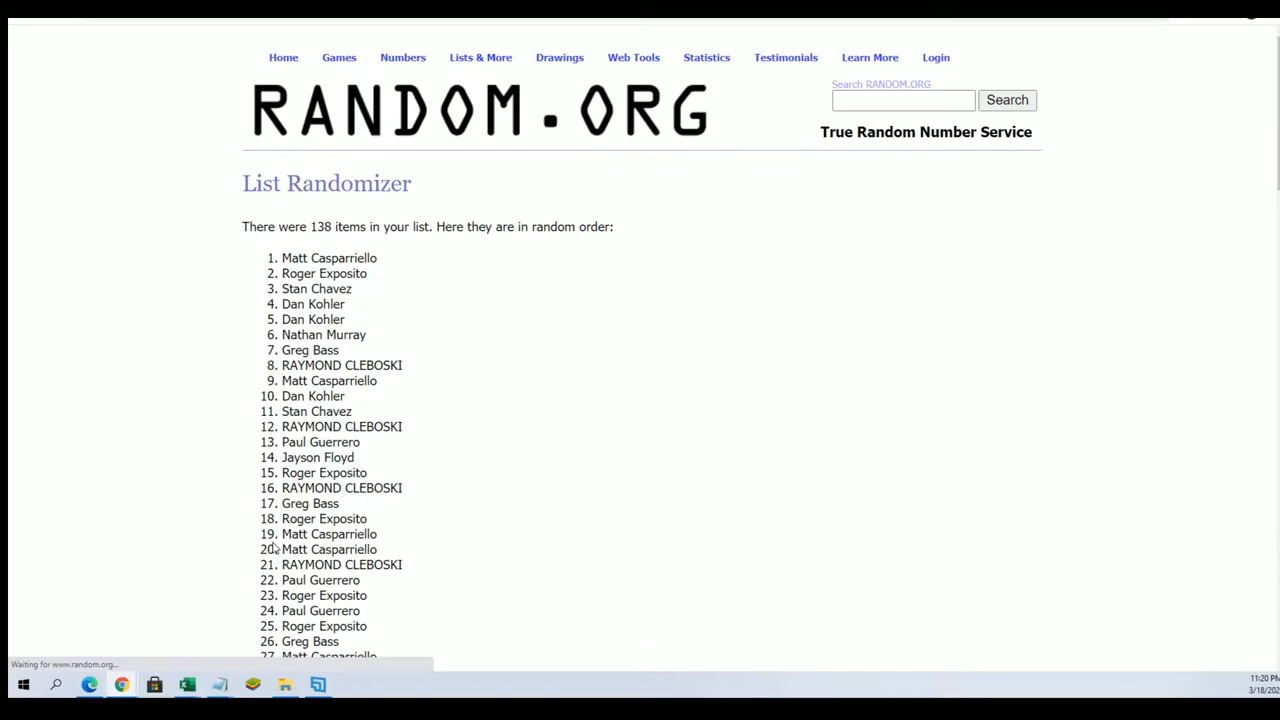 Home Games Numbers Lists & More Drawings Web Tools Statistics Testimonials Learn More Login
Search RANDOM.ORG
RANDOM.ORG
Search
True Random Number Service
List Randomizer
There were 138 items in your list. Here they are in random order:
1. Matt Casparriello
2. Roger Exposito
3. Stan Chavez
4. Dan Kohler
5. Dan Kohler
6. Nathan Murray
7. Greg Bass
8. RAYMOND CLEBOSKI
9. Matt Casparriello
10. Dan Kohler
11. Stan Chavez
12. RAYMOND CLEBOSKI
13. Paul Guerrero
14. Jayson Floyd
15. Roger Exposito
16. RAYMOND CLEBOSKI
17. Greg Bass
18. Roger Exposito
19. Matt Casparriello
20. Matt Casparriello
21. RAYMOND CLEBOSKI
22. Paul Guerrero
23. Roger Exposito
24. Paul Guerrero
25. Roger Exposito
26. Greg Bass
27. Matt Casparriello
Waiting for www.random.org...
11:20 PM
3/18/202